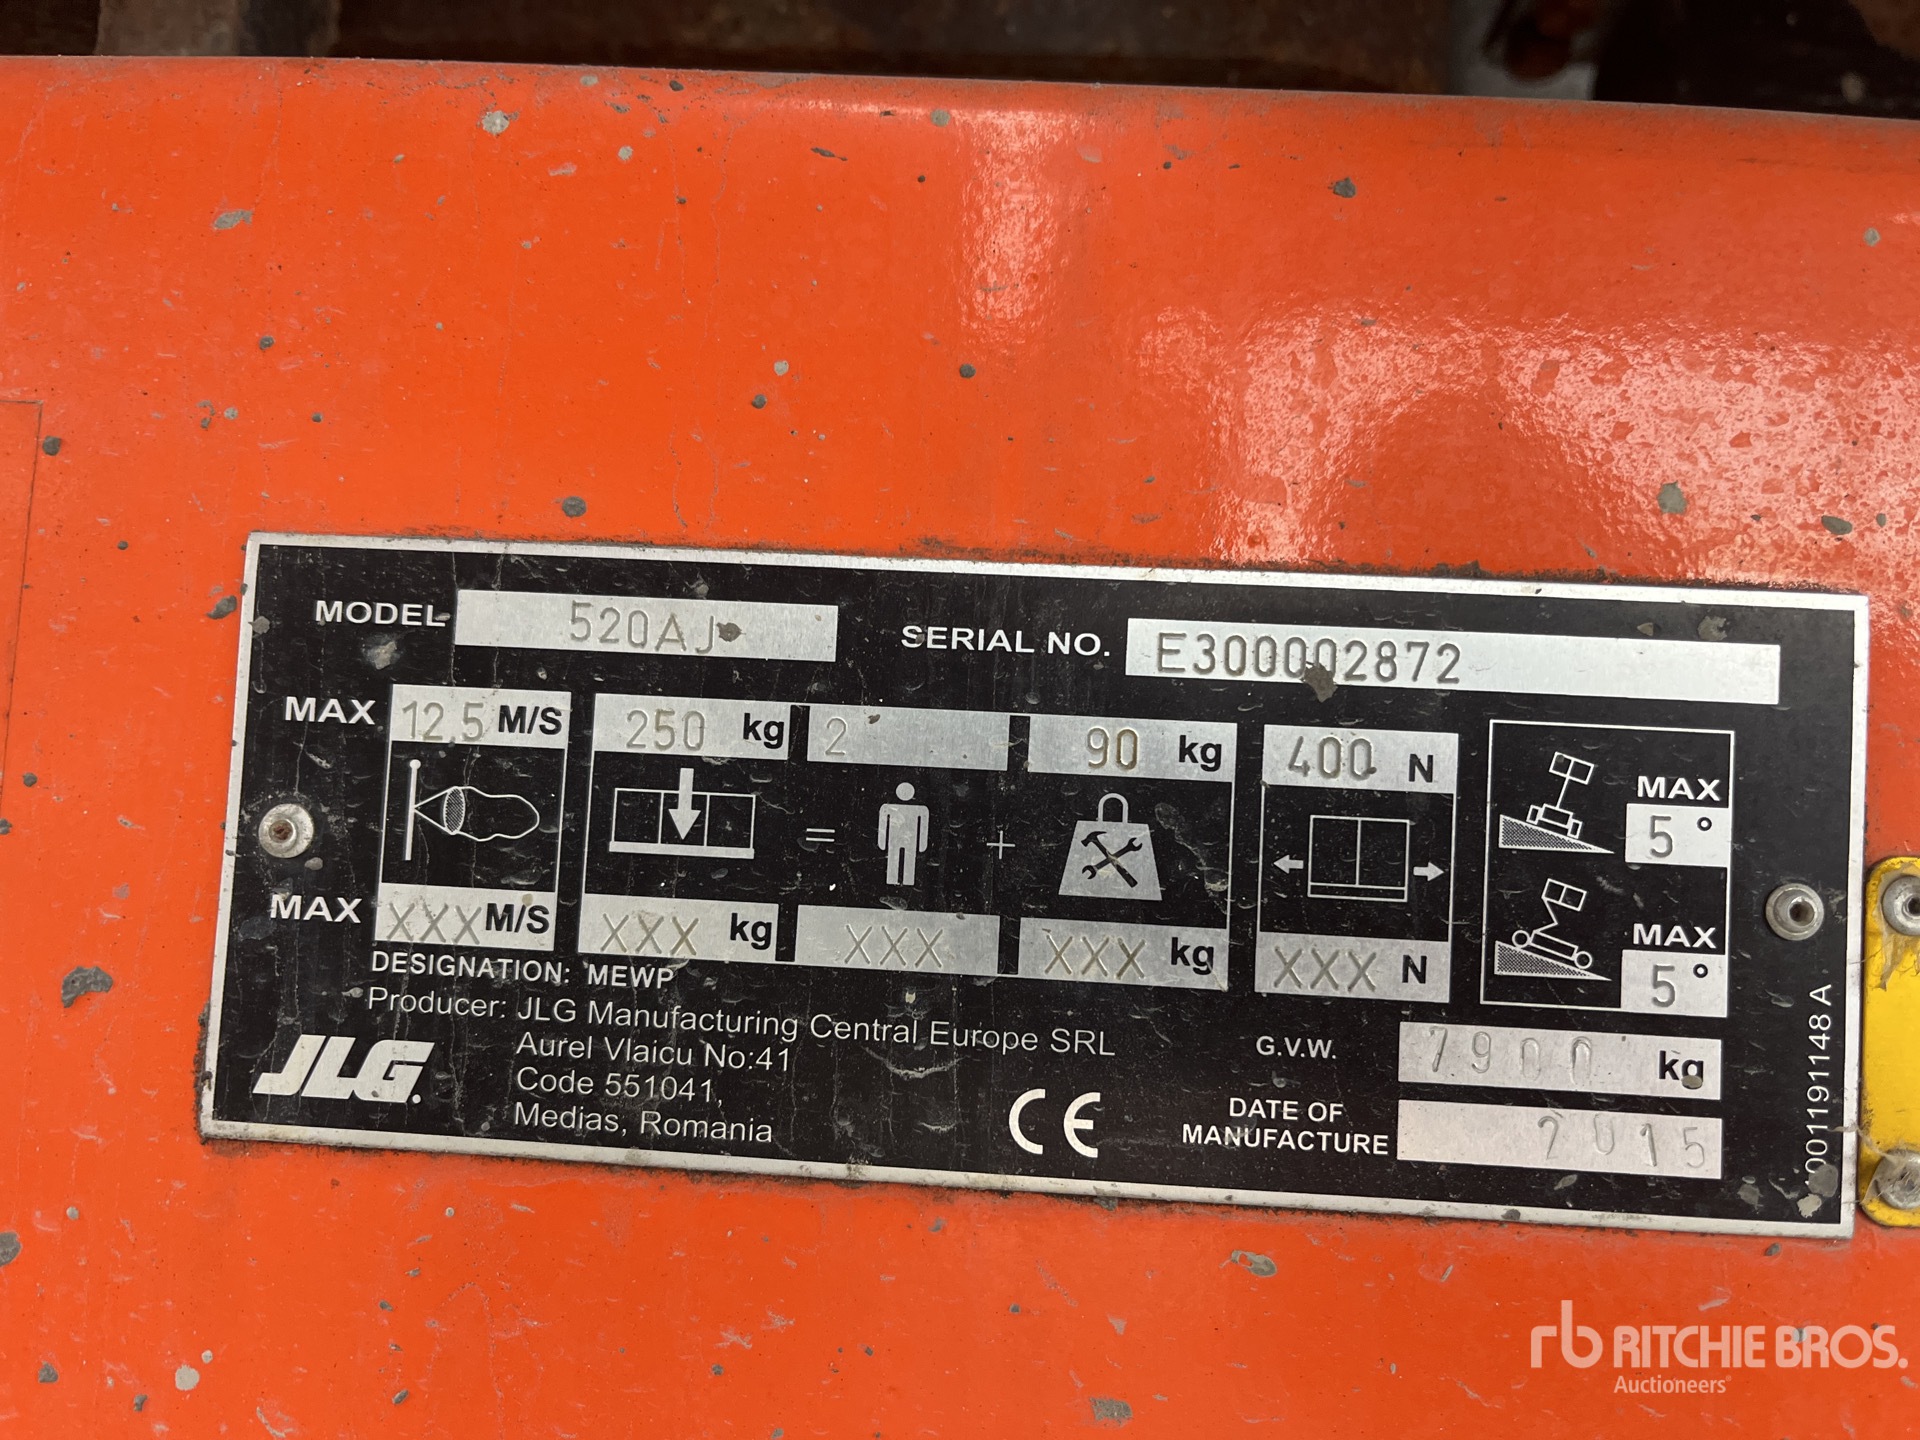 MODEL 520AJ SERIAL NO. E300002872
MAX 12.5 M/S 250 kg 2 90 kg 400 N
MAX 5 °
= +
MAX XXX M/S XXX kg XXX XXX kg XXX N
MAX 5 °
DESIGNATION: MEWP
Producer: JLG Manufacturing Central Europe SRL
Aurel Vlaicu No:41
Code 551041,
Medias, Romania
JLG.
CE
G.V.W. 7900 kg
DATE OF
MANUFACTURE 2015
1001191148A
rb RITCHIE BROS.
Auctioneers